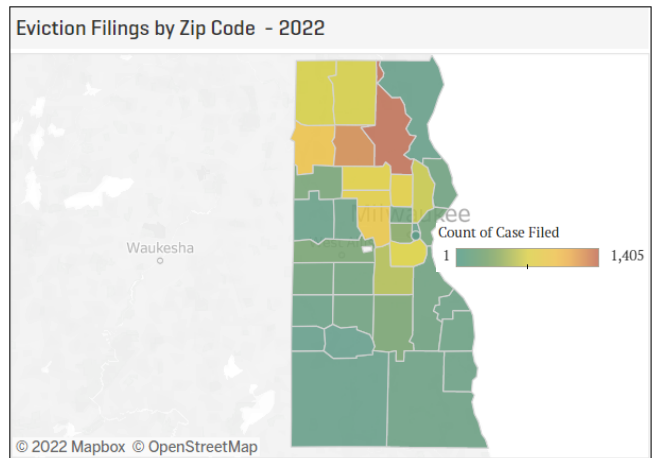 Eviction Filings by Zip Code - 2022
Milwaukee
Waukesha
Count of Case Filed
1
1,405
© 2022 Mapbox © OpenStreetMap